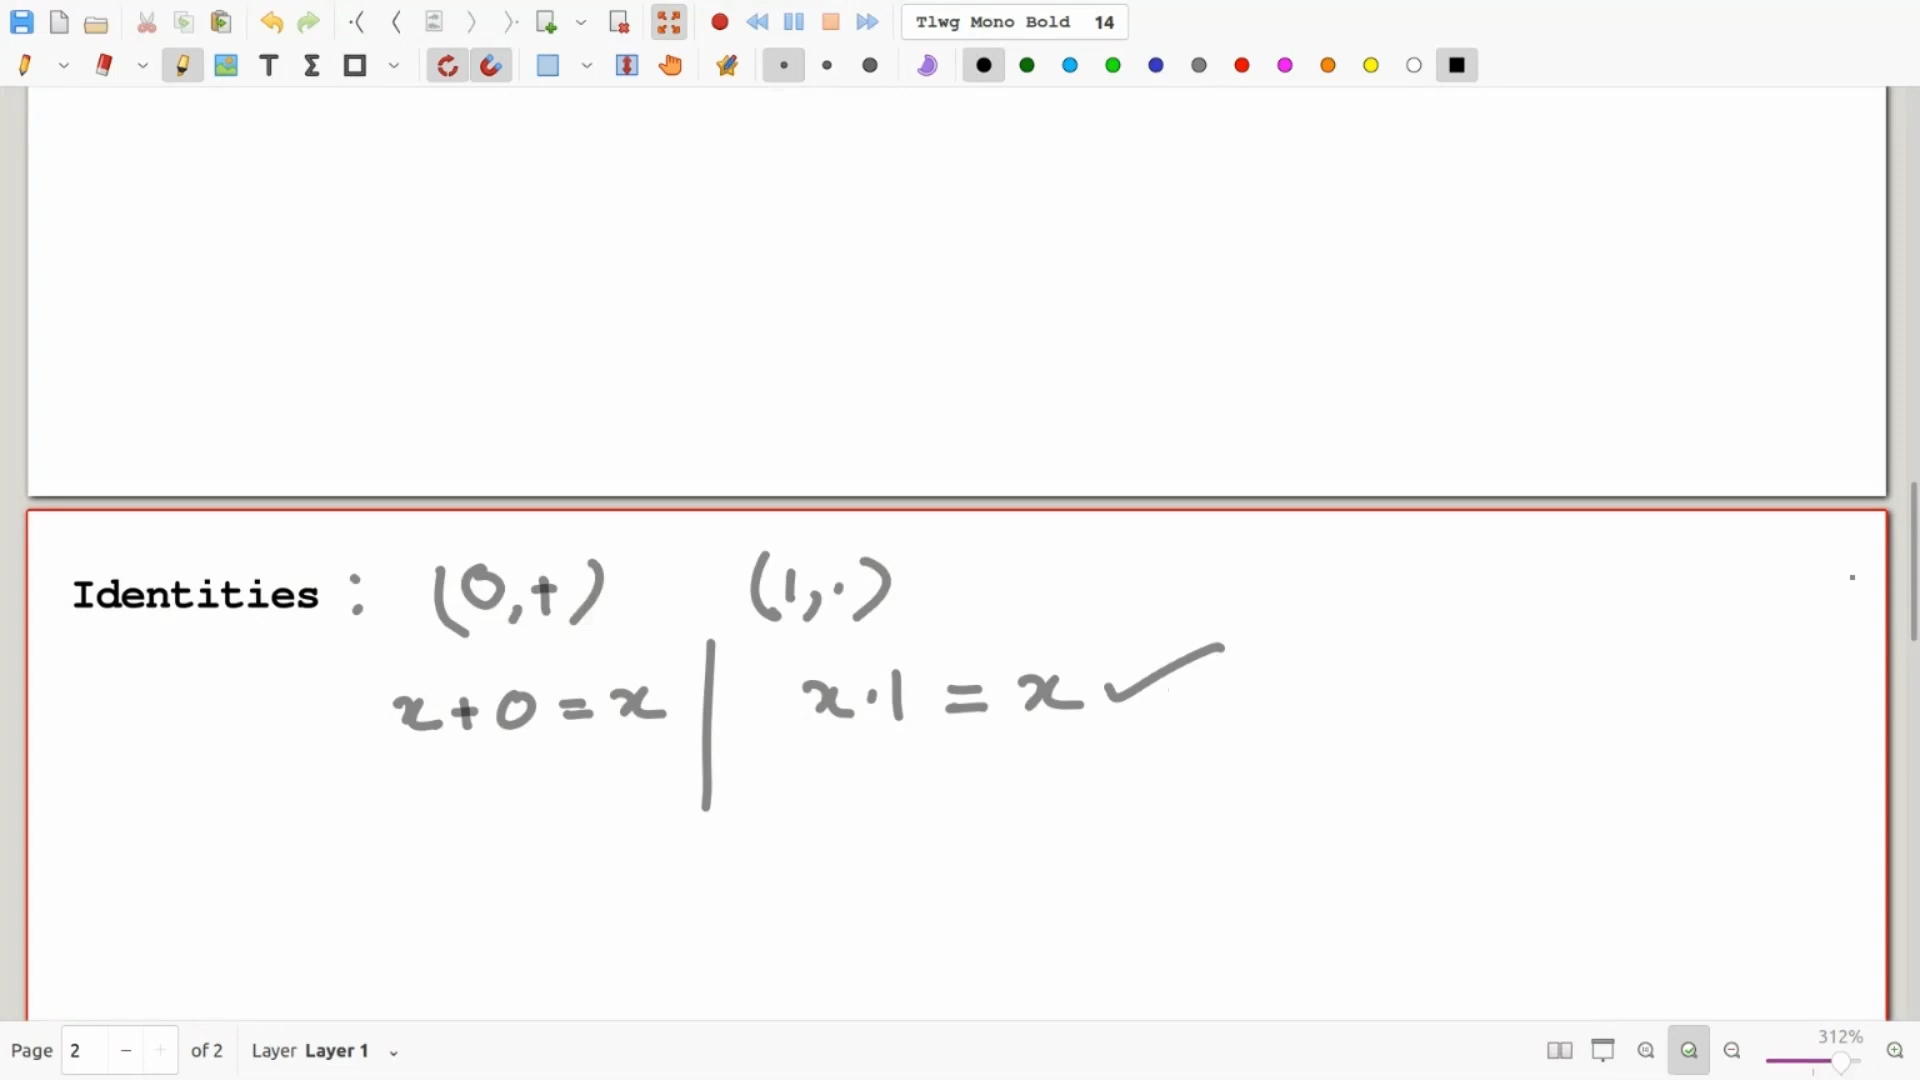 Tlwg Mono Bold 14
Identities : (0,+) (1,·)
x+0=x | x·1 = x ✓
Page 2 of 2 Layer Layer 1 312%